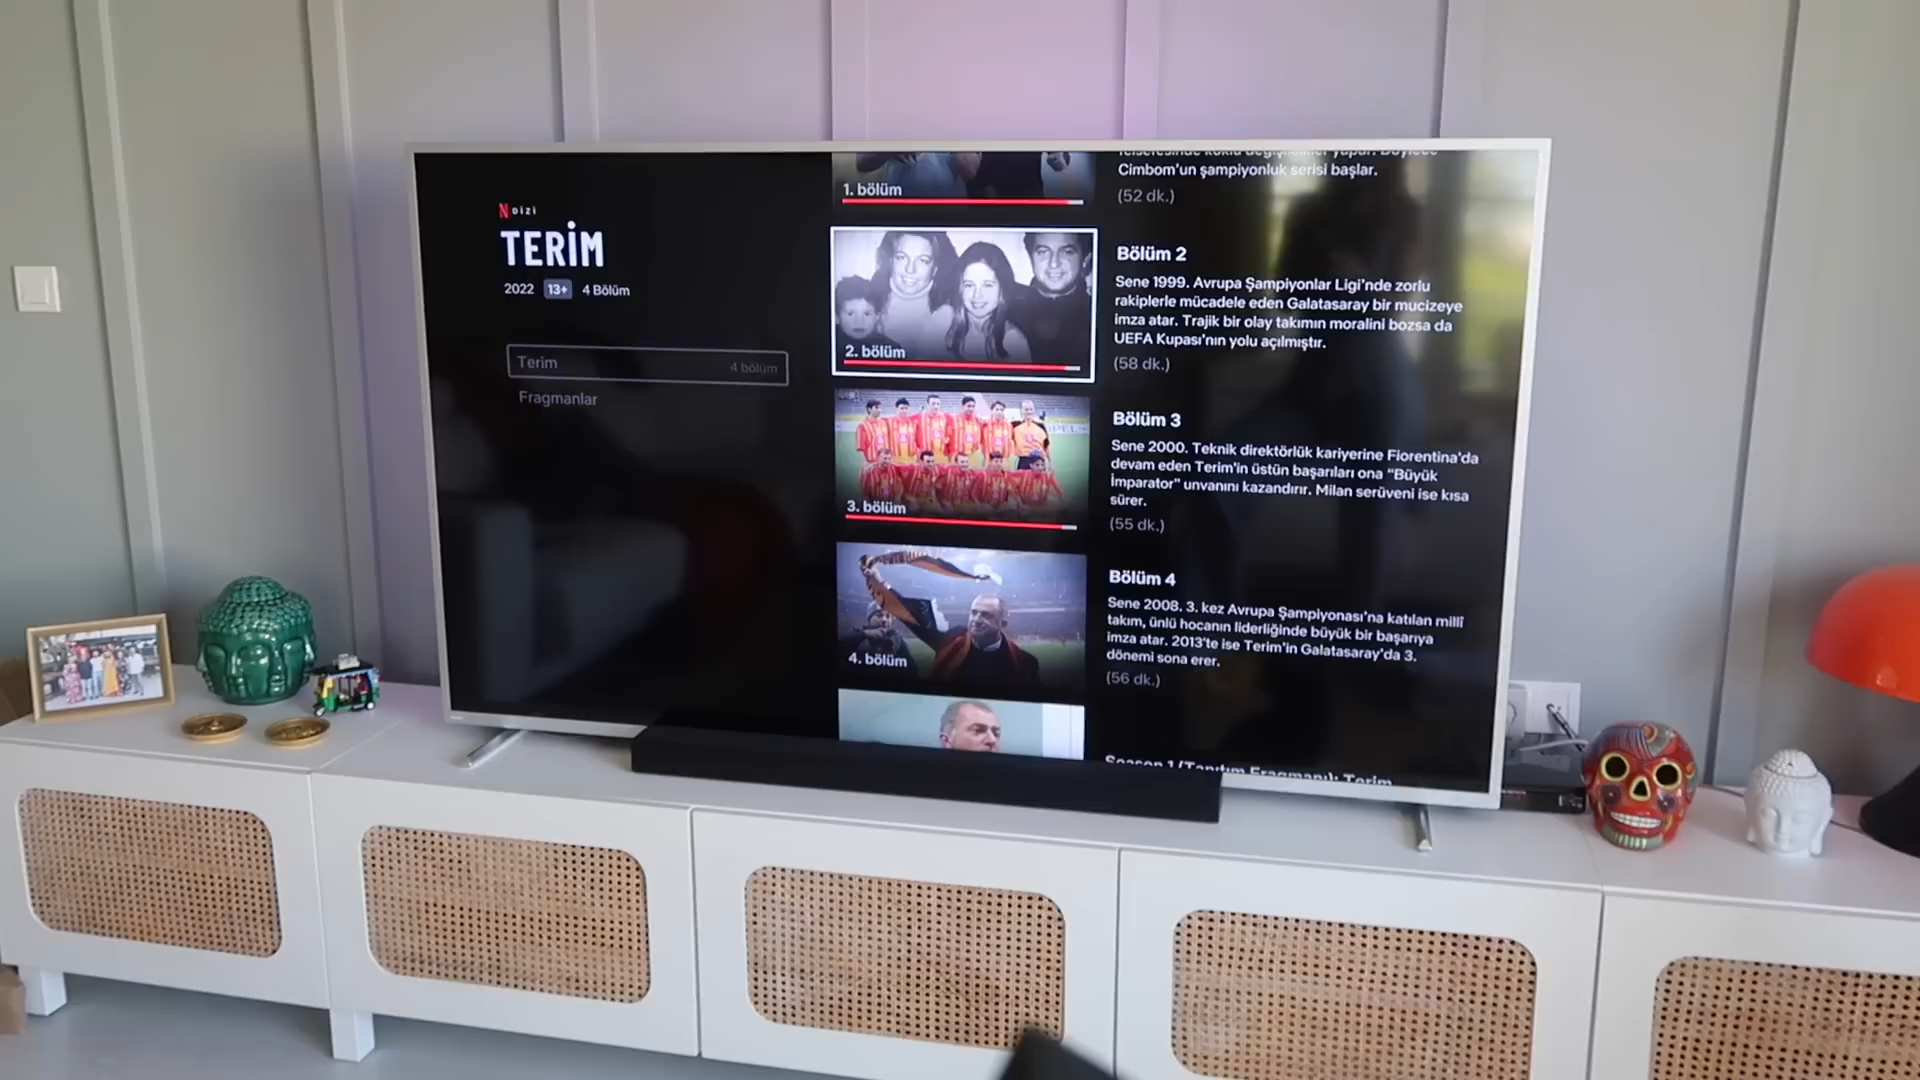 N DİZİ
TERİM
2022 13+ 4 Bölüm
Terim 4 bölüm
Fragmanlar
1. bölüm
Cimbom'un şampiyonluk serisi başlar.
(52 dk.)
2. bölüm
Bölüm 2
Sene 1999. Avrupa Şampiyonlar Ligi'nde zorlu
rakiplerle mücadele eden Galatasaray bir mucizeye
imza atar. Trajik bir olay takımın moralini bozsa da
UEFA Kupası'nın yolu açılmıştır.
(58 dk.)
3. bölüm
Bölüm 3
Sene 2000. Teknik direktörlük kariyerine Fiorentina'da
devam eden Terim'in üstün başarıları ona "Büyük
İmparator" unvanını kazandırır. Milan serüveni ise kısa
sürer.
(55 dk.)
4. bölüm
Bölüm 4
Sene 2008. 3. kez Avrupa Şampiyonası'na katılan millî
takım, ünlü hocanın liderliğinde büyük bir başarıya
imza atar. 2013'te ise Terim'in Galatasaray'da 3.
dönemi sona erer.
(56 dk.)
Season 1 (Tanıtım Fragmanı): Terim